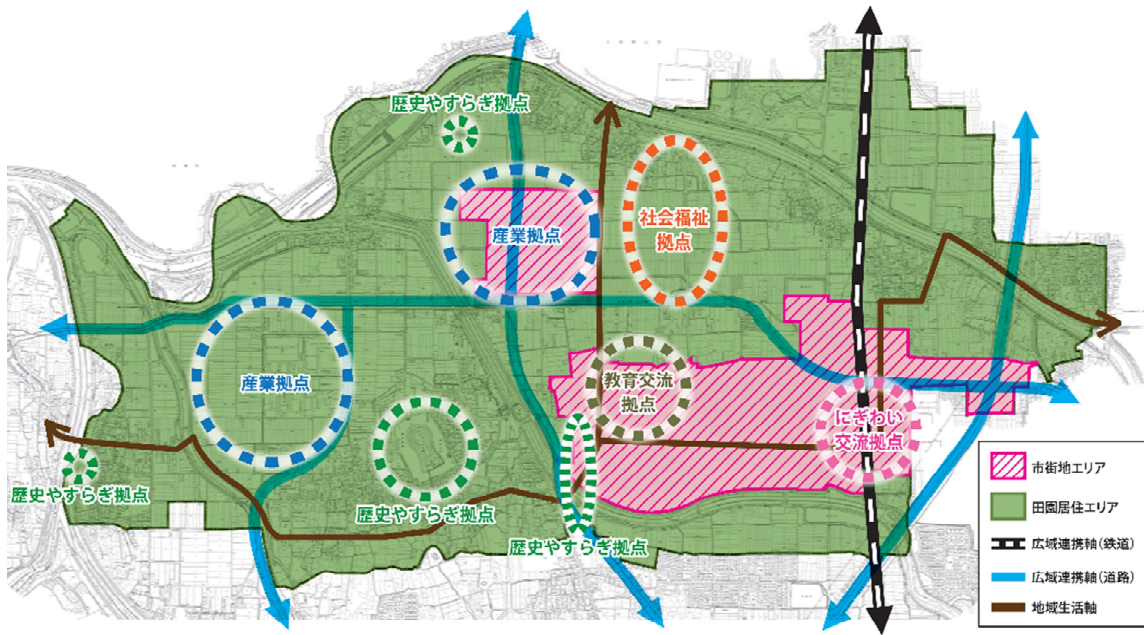 歴史やすらぎ拠点
産業拠点
社会福祉
拠点
産業拠点
教育交流
拠点
にぎわい
交流拠点
歴史やすらぎ拠点
歴史やすらぎ拠点
歴史やすらぎ拠点
市街地エリア
田園居住エリア
広域連携軸(鉄道)
広域連携軸(道路)
地域生活軸